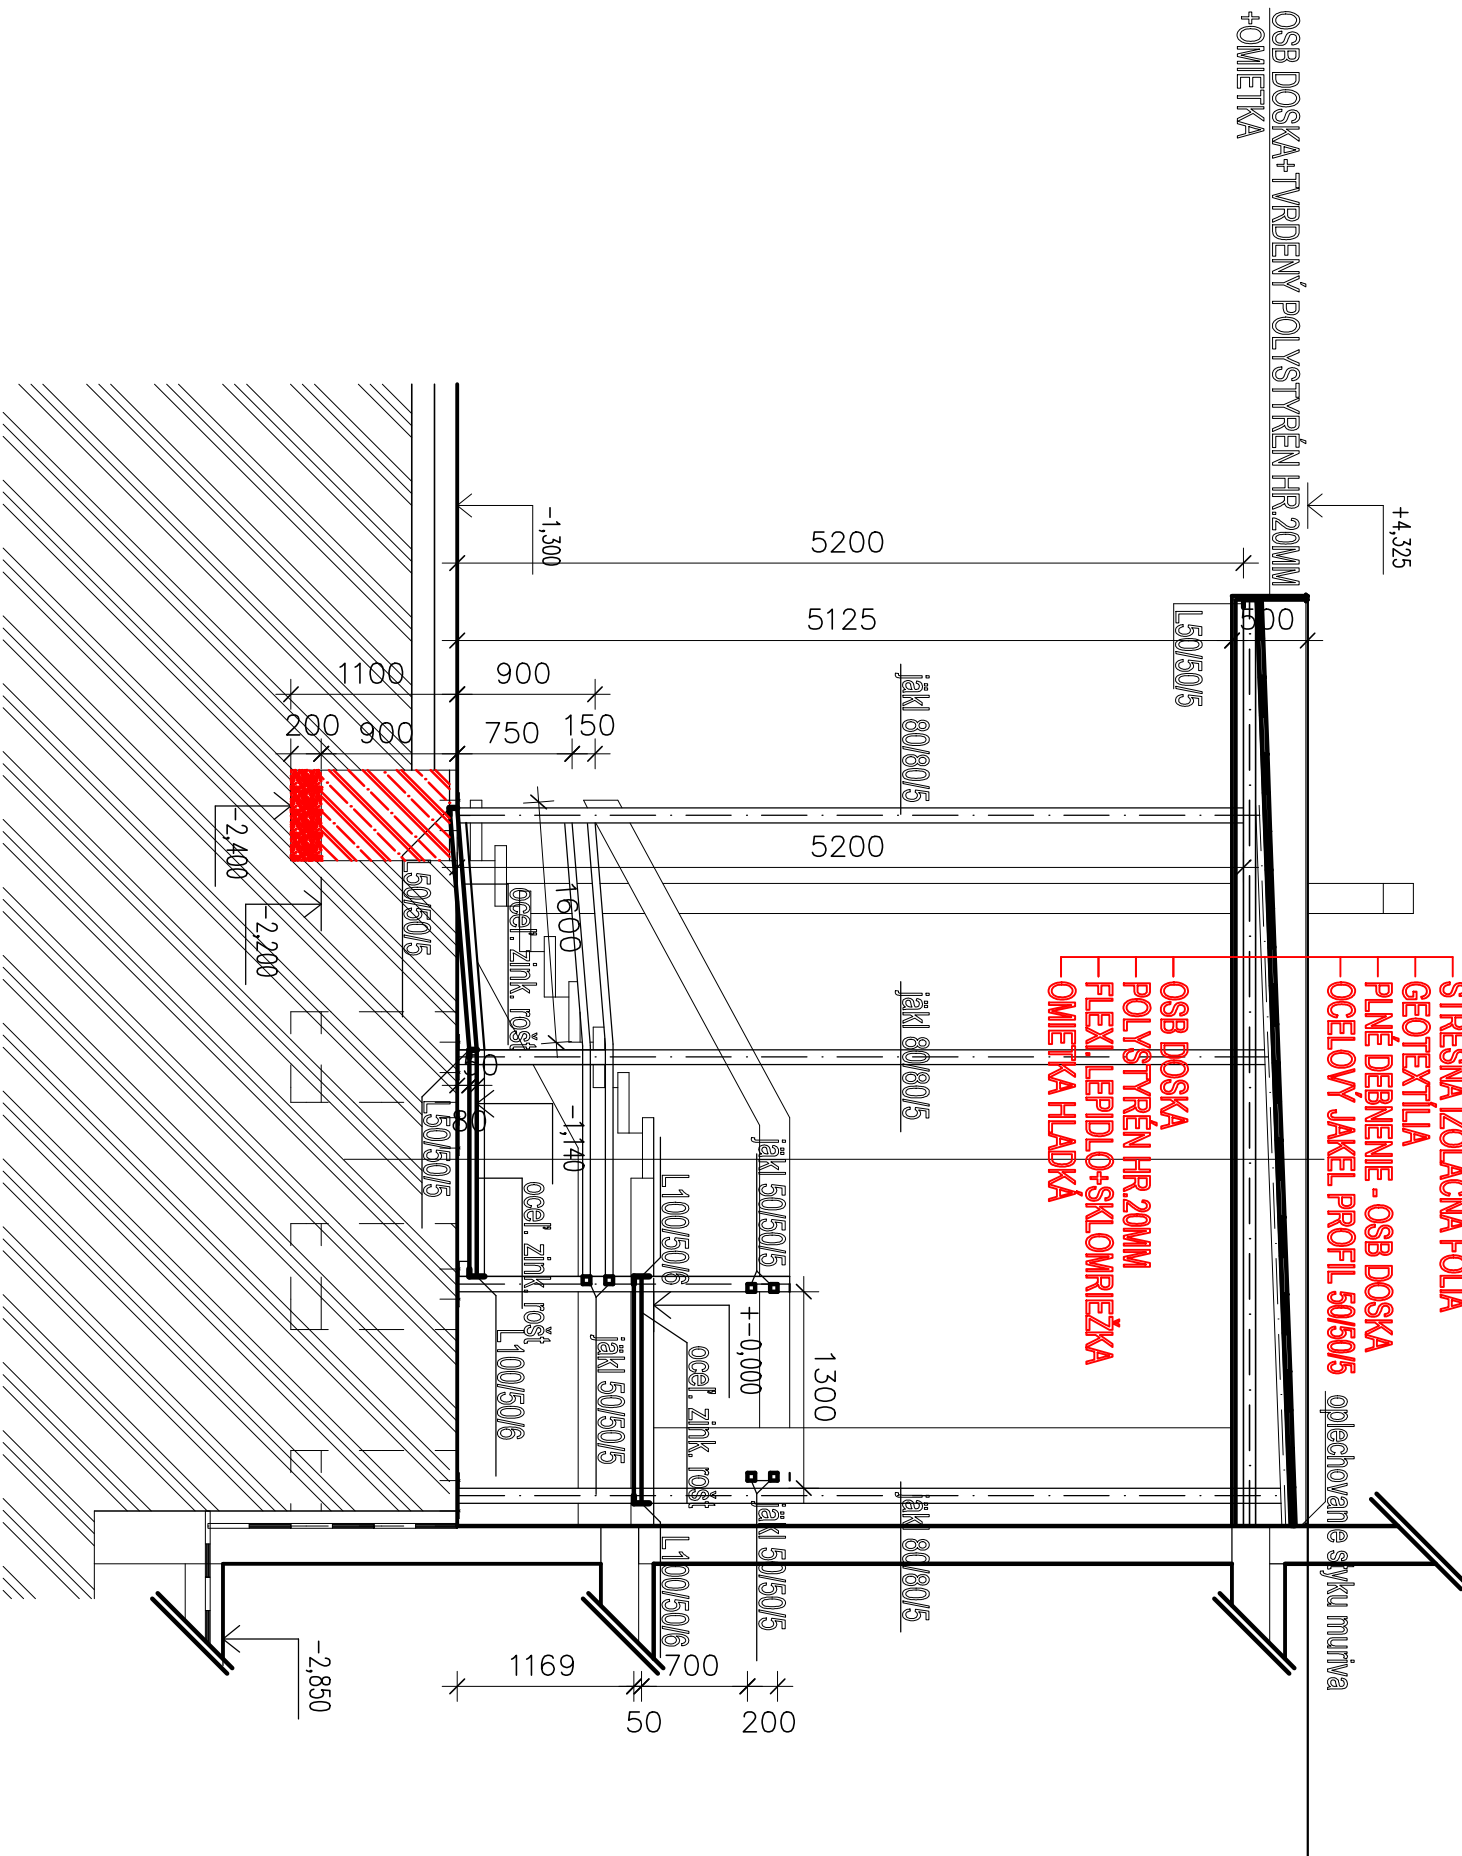 OSB DOSKA+TVRDENÝ POLYSTYRÉN HR.20MM
+OMIETKA
+4,325
-1,300
5200
5125
500
L50/50/5
1100
900
200
900
750
150
jäkl 80/80/5
5200
-2,400
-2,200
L50/50/5
oceľ. zink. rošt
1600
jäkl 80/80/5
STREŠNÁ IZOLAČNÁ FÓLIA
GEOTEXTÍLIA
PLNÉ DEBNENIE - OSB DOSKA
OCELOVÝ JAKEL PROFIL 50/50/5
OSB DOSKA
POLYSTYRÉN HR.20MM
FLEXI. LEPIDLO+SKLOMRIEŽKA
OMIETKA HLADKÁ
80
L50/50/5
-1,140
oceľ. zink. rošt
L100/50/6
jäkl 50/50/5
+-0,000
1300
L100/50/6
jäkl 50/50/5
oceľ. zink. rošt
oplechovanie styku muriva
jäkl 80/80/5
jäkl 50/50/5
L100/50/6
-2,850
1169
700
50
200